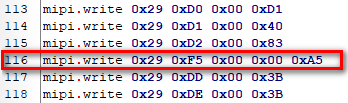 113 mipi.write 0x29 0xD0 0x00 0xD1
114 mipi.write 0x29 0xD1 0x00 0x40
115 mipi.write 0x29 0xD2 0x00 0x83
116 mipi.write 0x29 0xF5 0x00 0x00 0xA5
117 mipi.write 0x29 0xDD 0x00 0x3B
118 mipi.write 0x29 0xDE 0x00 0x3B